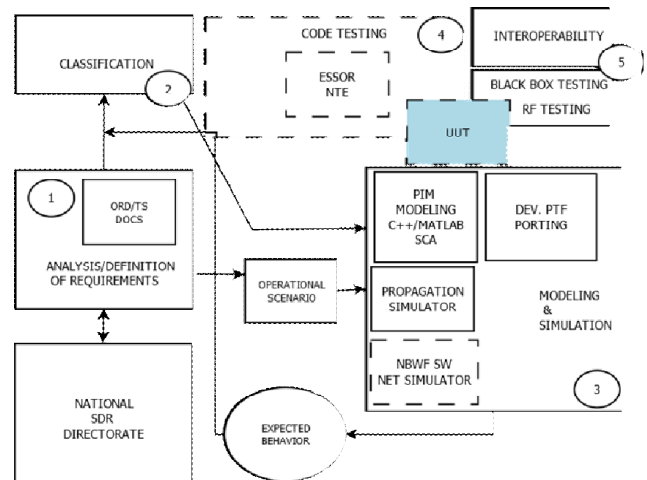 CODE TESTING
4
INTEROPERABILITY
5
CLASSIFICATION
2
ESSOR
NTE
BLACK BOX TESTING
RF TESTING
UUT
1
ORD/TS
DOCS
ANALYSIS/DEFINITION
OF REQUIREMENTS
PIM
MODELING
C++/MATLAB
SCA
DEV. PTF
PORTING
OPERATIONAL
SCENARIO
PROPAGATION
SIMULATOR
MODELING
&
SIMULATION
NBWF SW
NET SIMULATOR
3
NATIONAL
SDR
DIRECTORATE
EXPECTED
BEHAVIOR